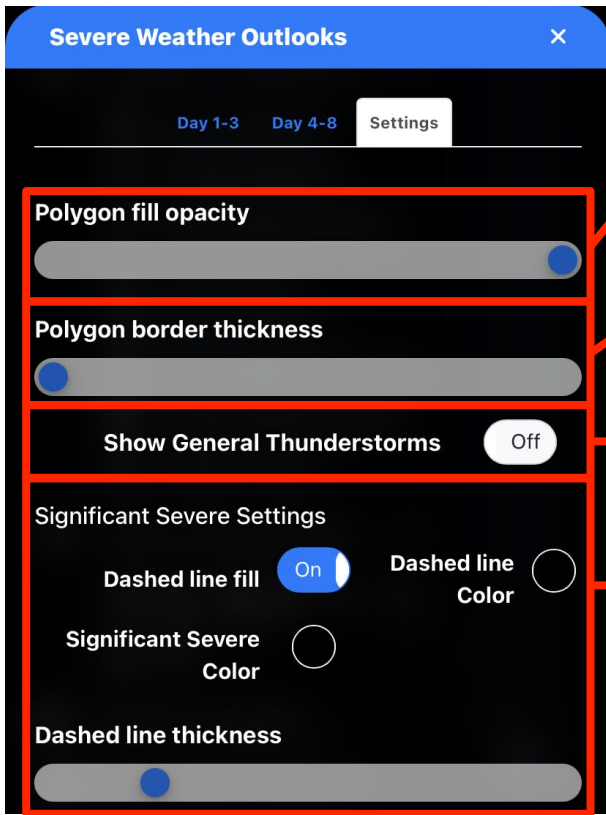 Severe Weather Outlooks ×
Day 1-3 Day 4-8 Settings
Polygon fill opacity
Polygon border thickness
Show General Thunderstorms Off
Significant Severe Settings
Dashed line fill On
Dashed line
Color
Significant Severe
Color
Dashed line thickness